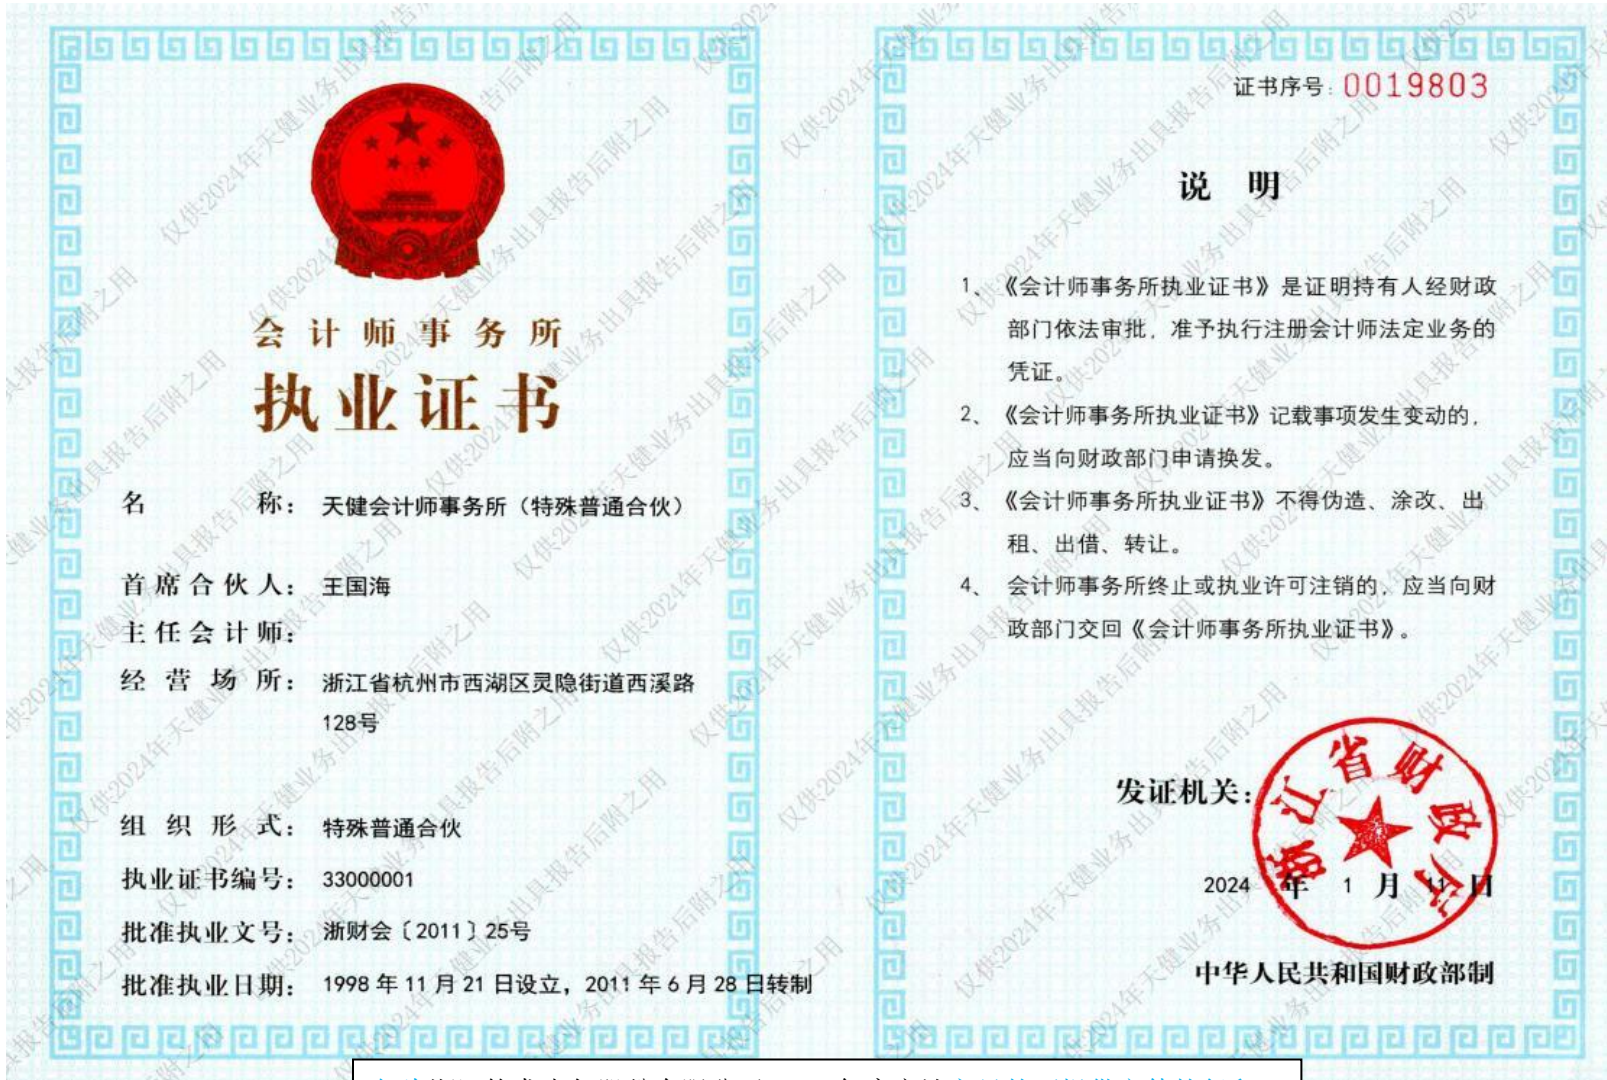 会计师事务所
执业证书
名 称： 天健会计师事务所（特殊普通合伙）
首席合伙人： 王国海
主任会计师：
经营场所： 浙江省杭州市西湖区灵隐街道西溪路
128号
组织形式： 特殊普通合伙
执业证书编号： 33000001
批准执业文号： 浙财会〔2011〕25号
批准执业日期： 1998年11月21日设立，2011年6月28日转制
证书序号：0019803
说 明
1、《会计师事务所执业证书》是证明持有人经财政
部门依法审批，准予执行注册会计师法定业务的
凭证。
2、《会计师事务所执业证书》记载事项发生变动的，
应当向财政部门申请换发。
3、《会计师事务所执业证书》不得伪造、涂改、出
租、出借、转让。
4、 会计师事务所终止或执业许可注销的，应当向财
政部门交回《会计师事务所执业证书》。
发证机关：
浙江省财政厅
2024 年 1 月 11 日
中华人民共和国财政部制
仅供2024年天健业务出具报告后附之用